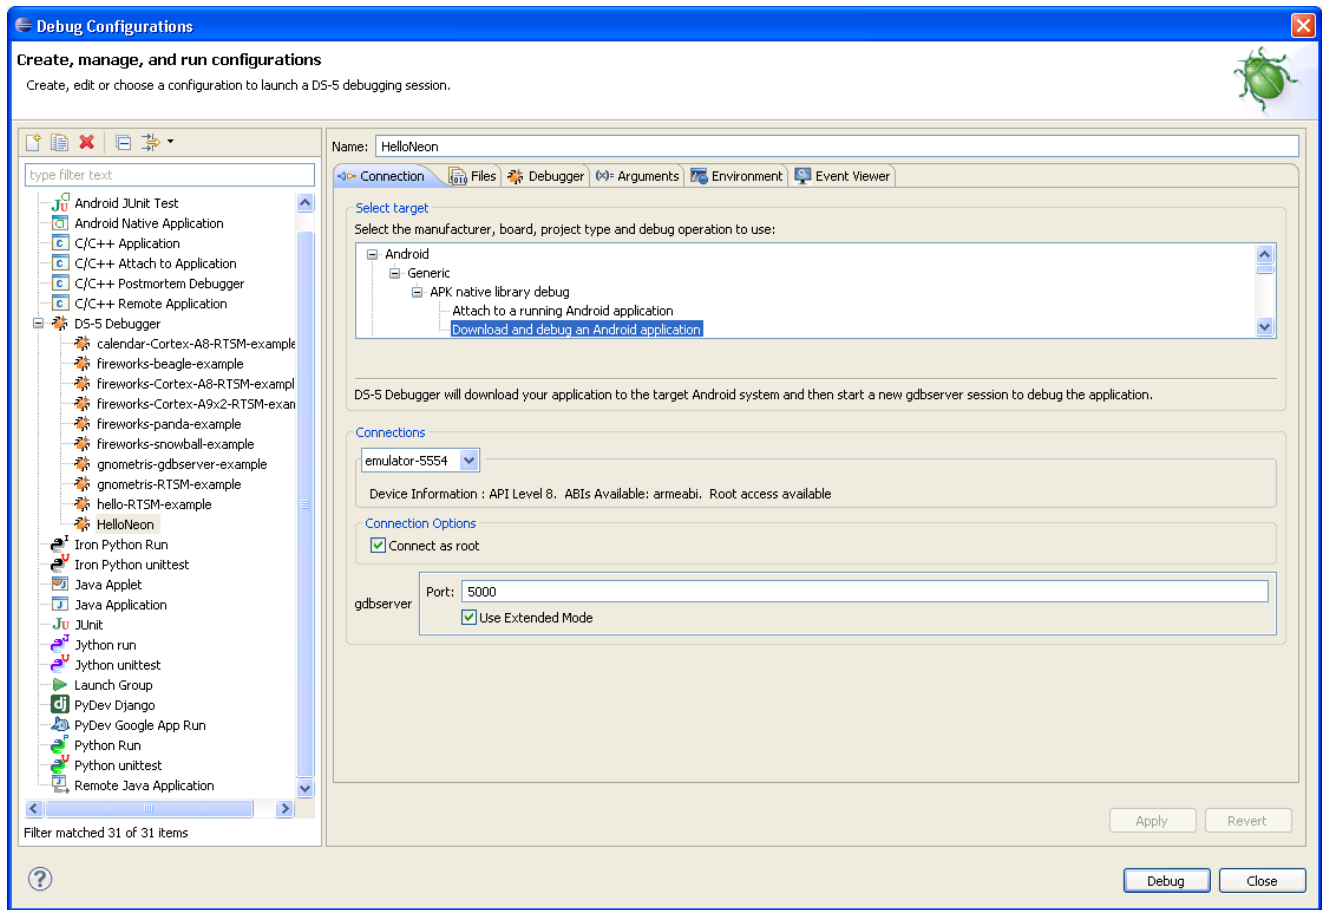 Debug Configurations
Create, manage, and run configurations
Create, edit or choose a configuration to launch a DS-5 debugging session.
type filter text
Android JUnit Test
Android Native Application
C/C++ Application
C/C++ Attach to Application
C/C++ Postmortem Debugger
C/C++ Remote Application
DS-5 Debugger
calendar-Cortex-A8-RTSM-example
fireworks-beagle-example
fireworks-Cortex-A8-RTSM-exampl
fireworks-Cortex-A9x2-RTSM-exan
fireworks-panda-example
fireworks-snowball-example
gnometris-gdbserver-example
gnometris-RTSM-example
hello-RTSM-example
HelloNeon
Iron Python Run
Iron Python unittest
Java Applet
Java Application
JUnit
Jython run
Jython unittest
Launch Group
PyDev Django
PyDev Google App Run
Python Run
Python unittest
Remote Java Application
Filter matched 31 of 31 items
Name: HelloNeon
Connection Files Debugger (x)= Arguments Environment Event Viewer
Select target
Select the manufacturer, board, project type and debug operation to use:
Android
Generic
APK native library debug
Attach to a running Android application
Download and debug an Android application
DS-5 Debugger will download your application to the target Android system and then start a new gdbserver session to debug the application.
Connections
emulator-5554
Device Information : API Level 8. ABIs Available: armeabi. Root access available
Connection Options
Connect as root
gdbserver
Port: 5000
Use Extended Mode
Apply Revert
Debug Close